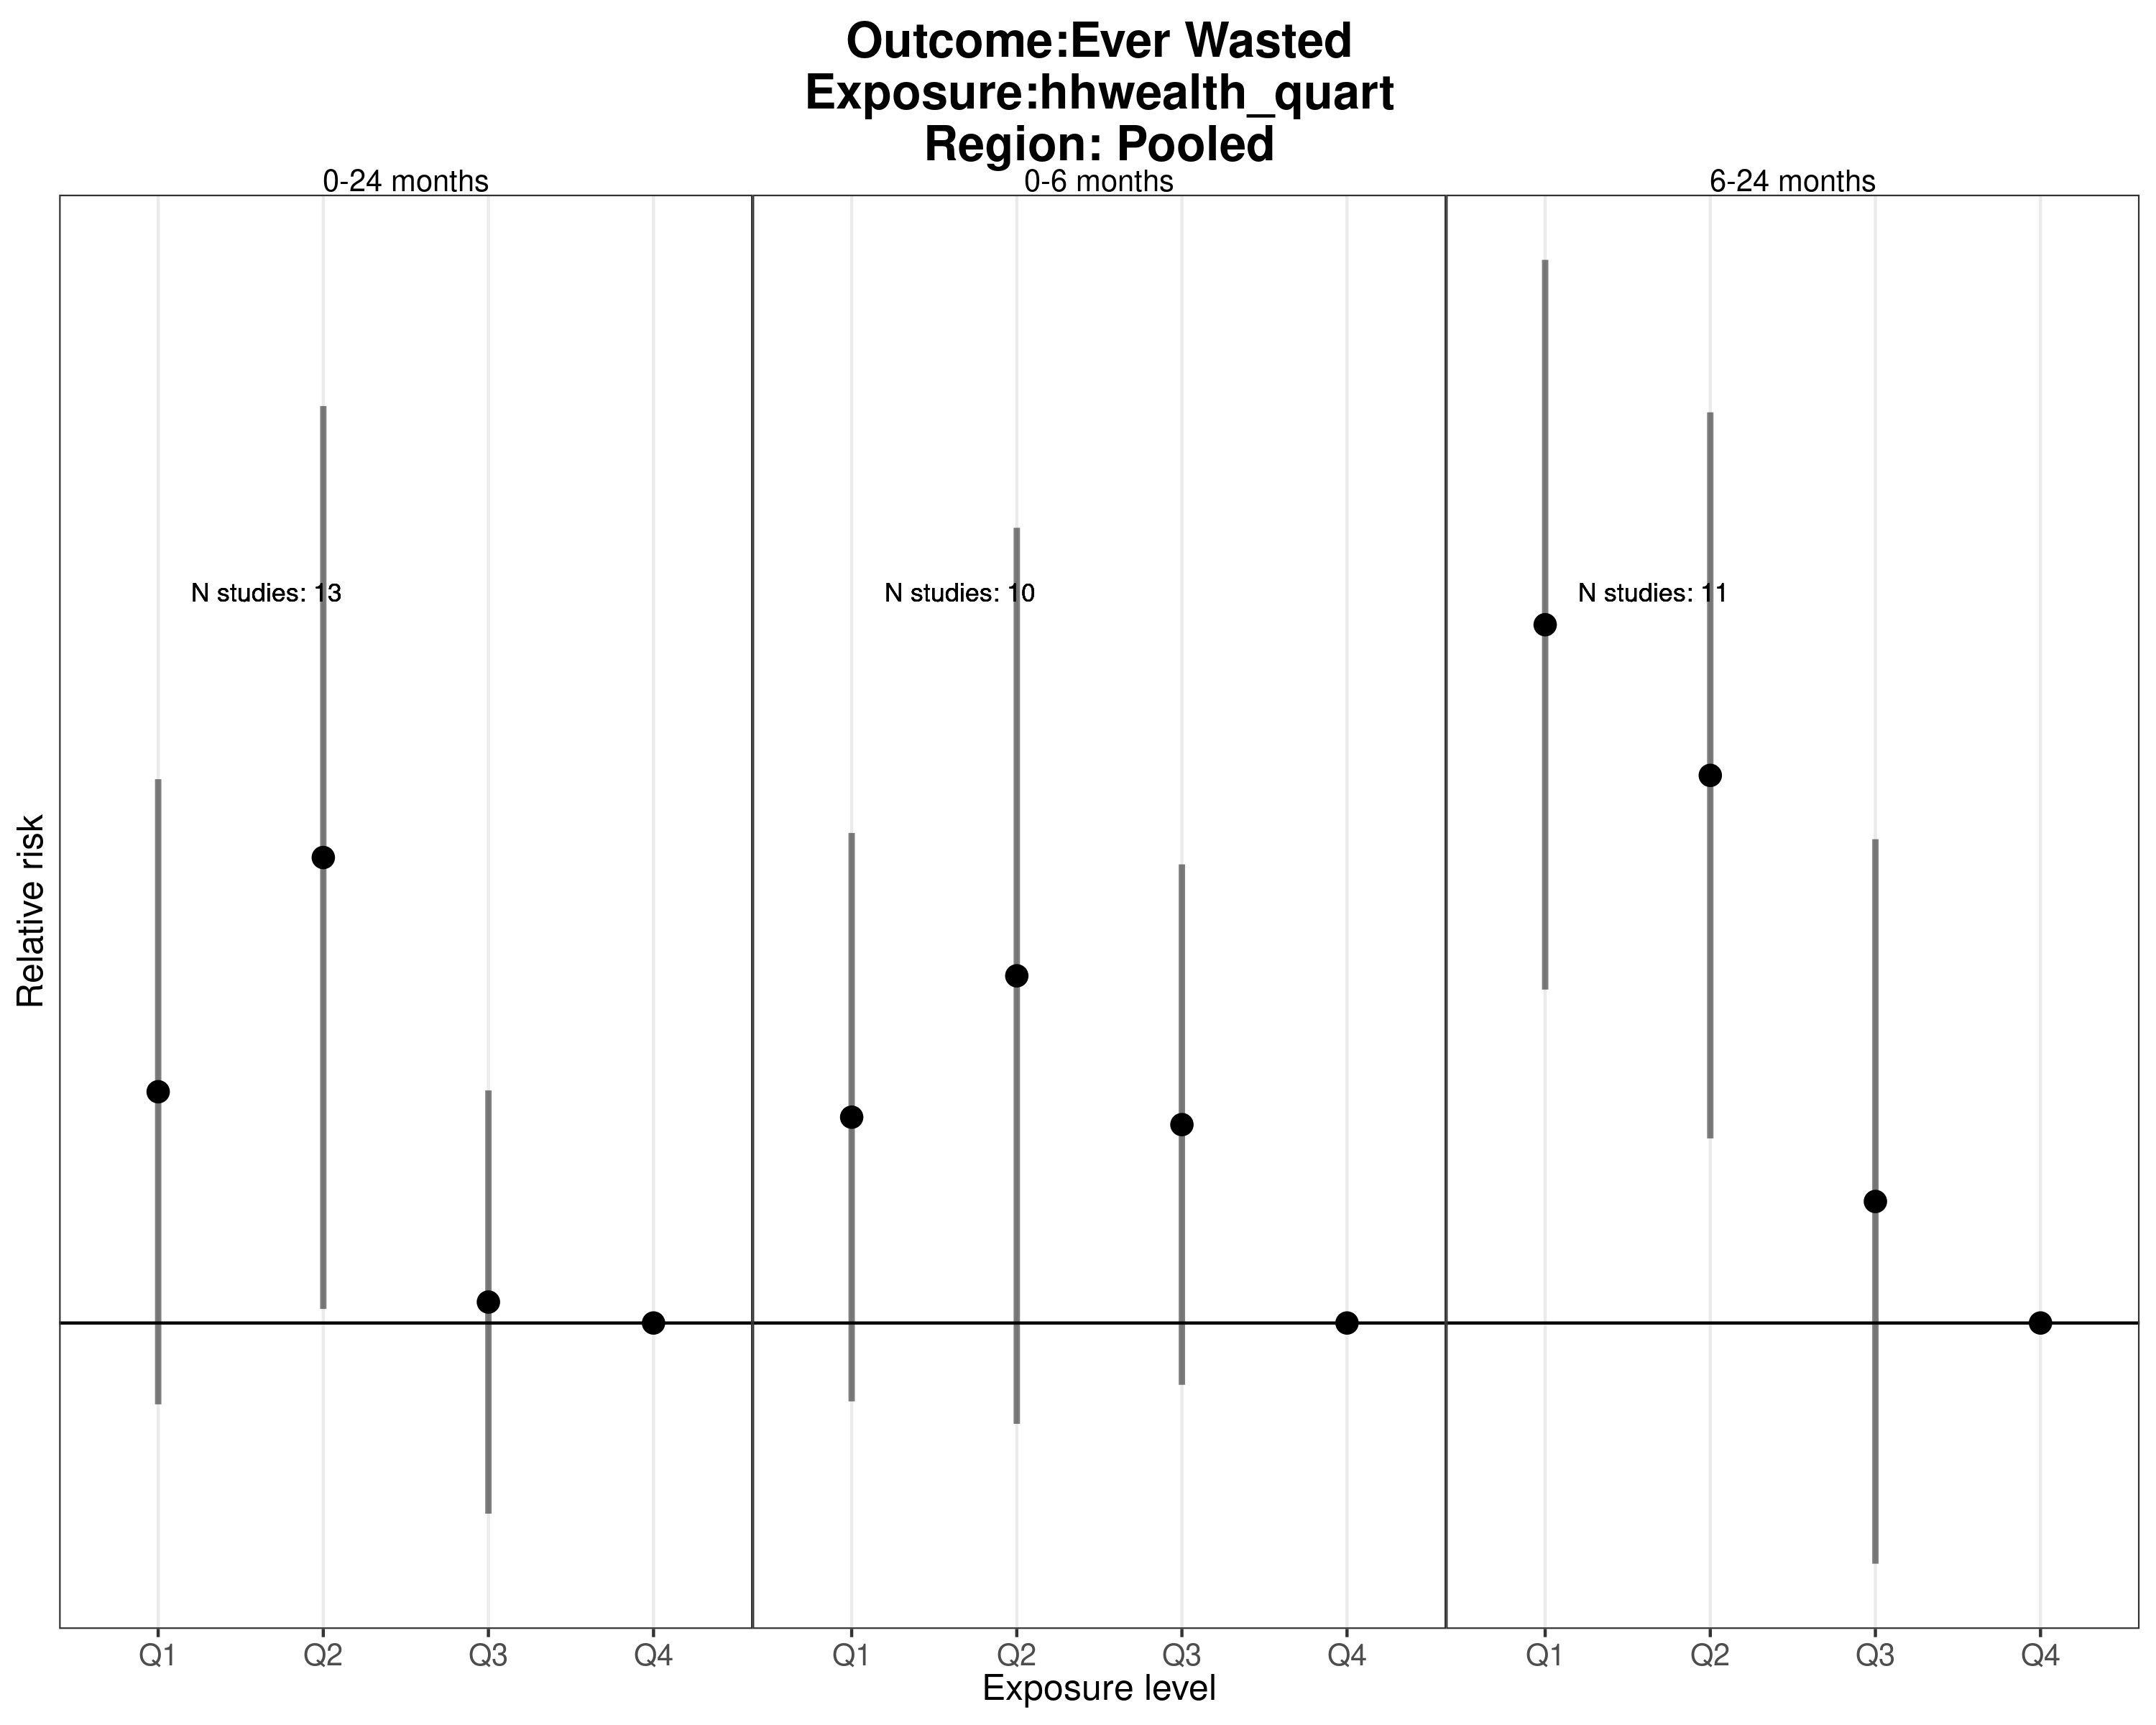 Outcome:Ever Wasted
Exposure:hhwealth_quart
Region: Pooled
0-24 months
0-6 months
6-24 months
N studies: 13
N studies: 10
N studies: 11
Relative risk
Q1 Q2 Q3 Q4 Q1 Q2 Q3 Q4 Q1 Q2 Q3 Q4
Exposure level